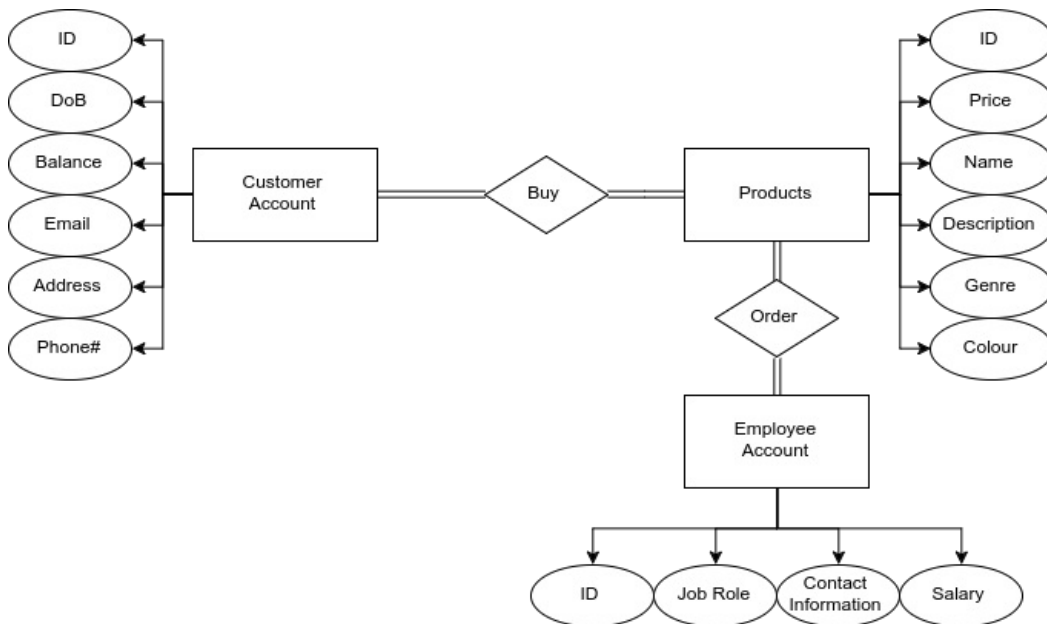 ID
DoB
Balance
Email
Address
Phone#
Customer
Account
Buy
Products
ID
Price
Name
Description
Genre
Colour
Order
Employee
Account
ID
Job Role
Contact
Information
Salary